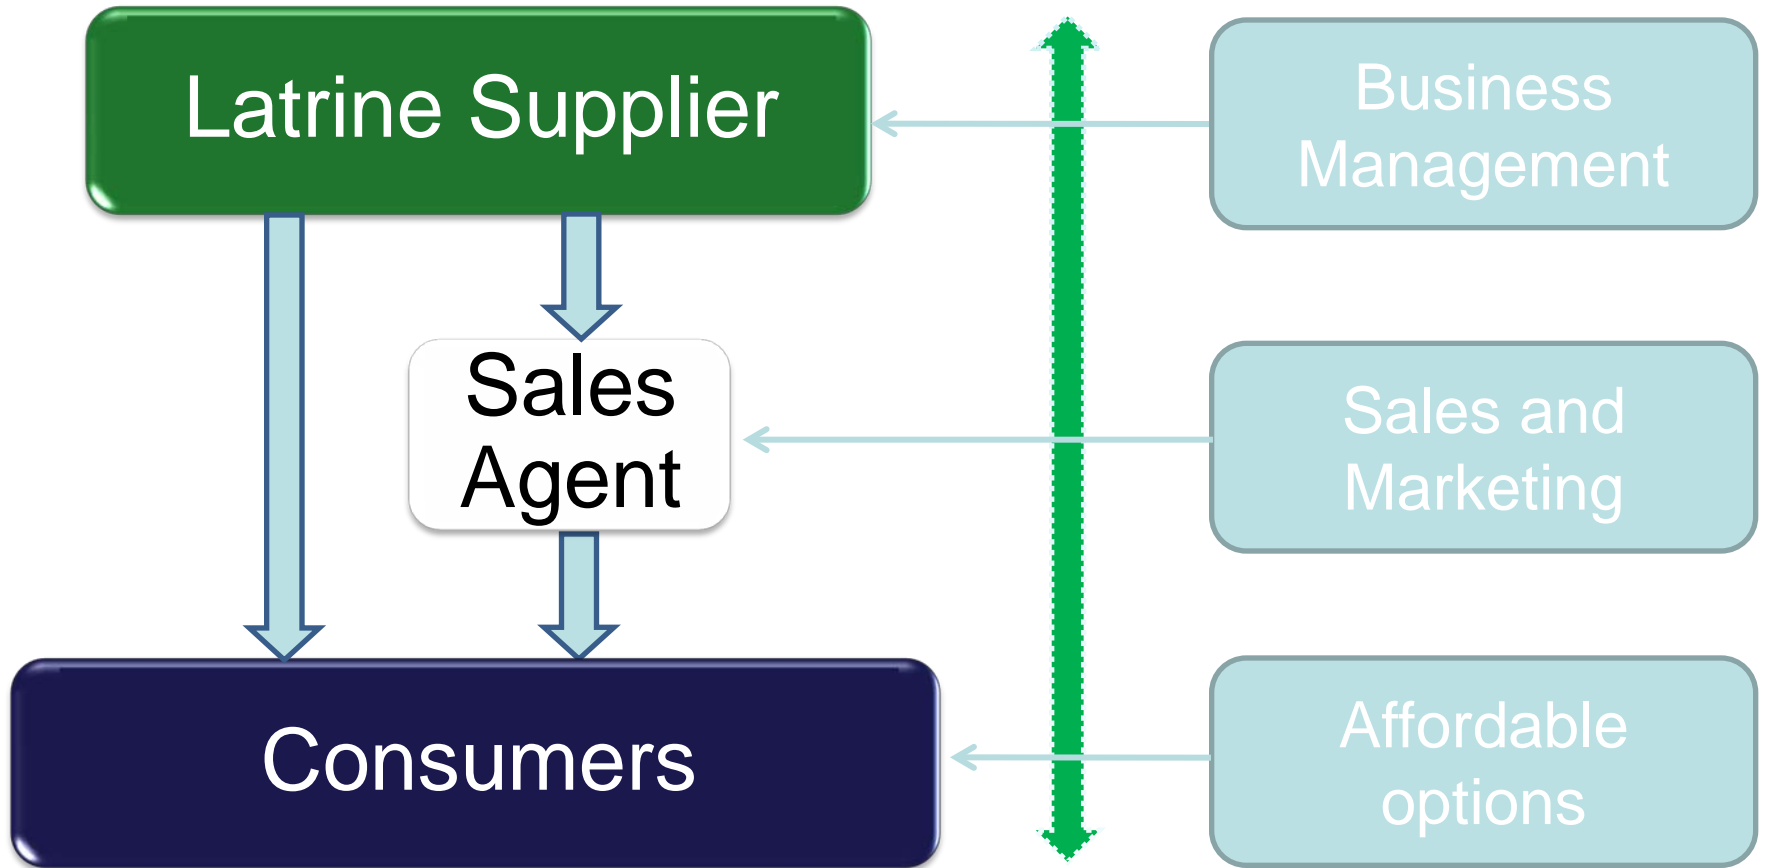 Latrine Supplier
Business
Management
Sales
Agent
Sales and
Marketing
Consumers
Affordable
options